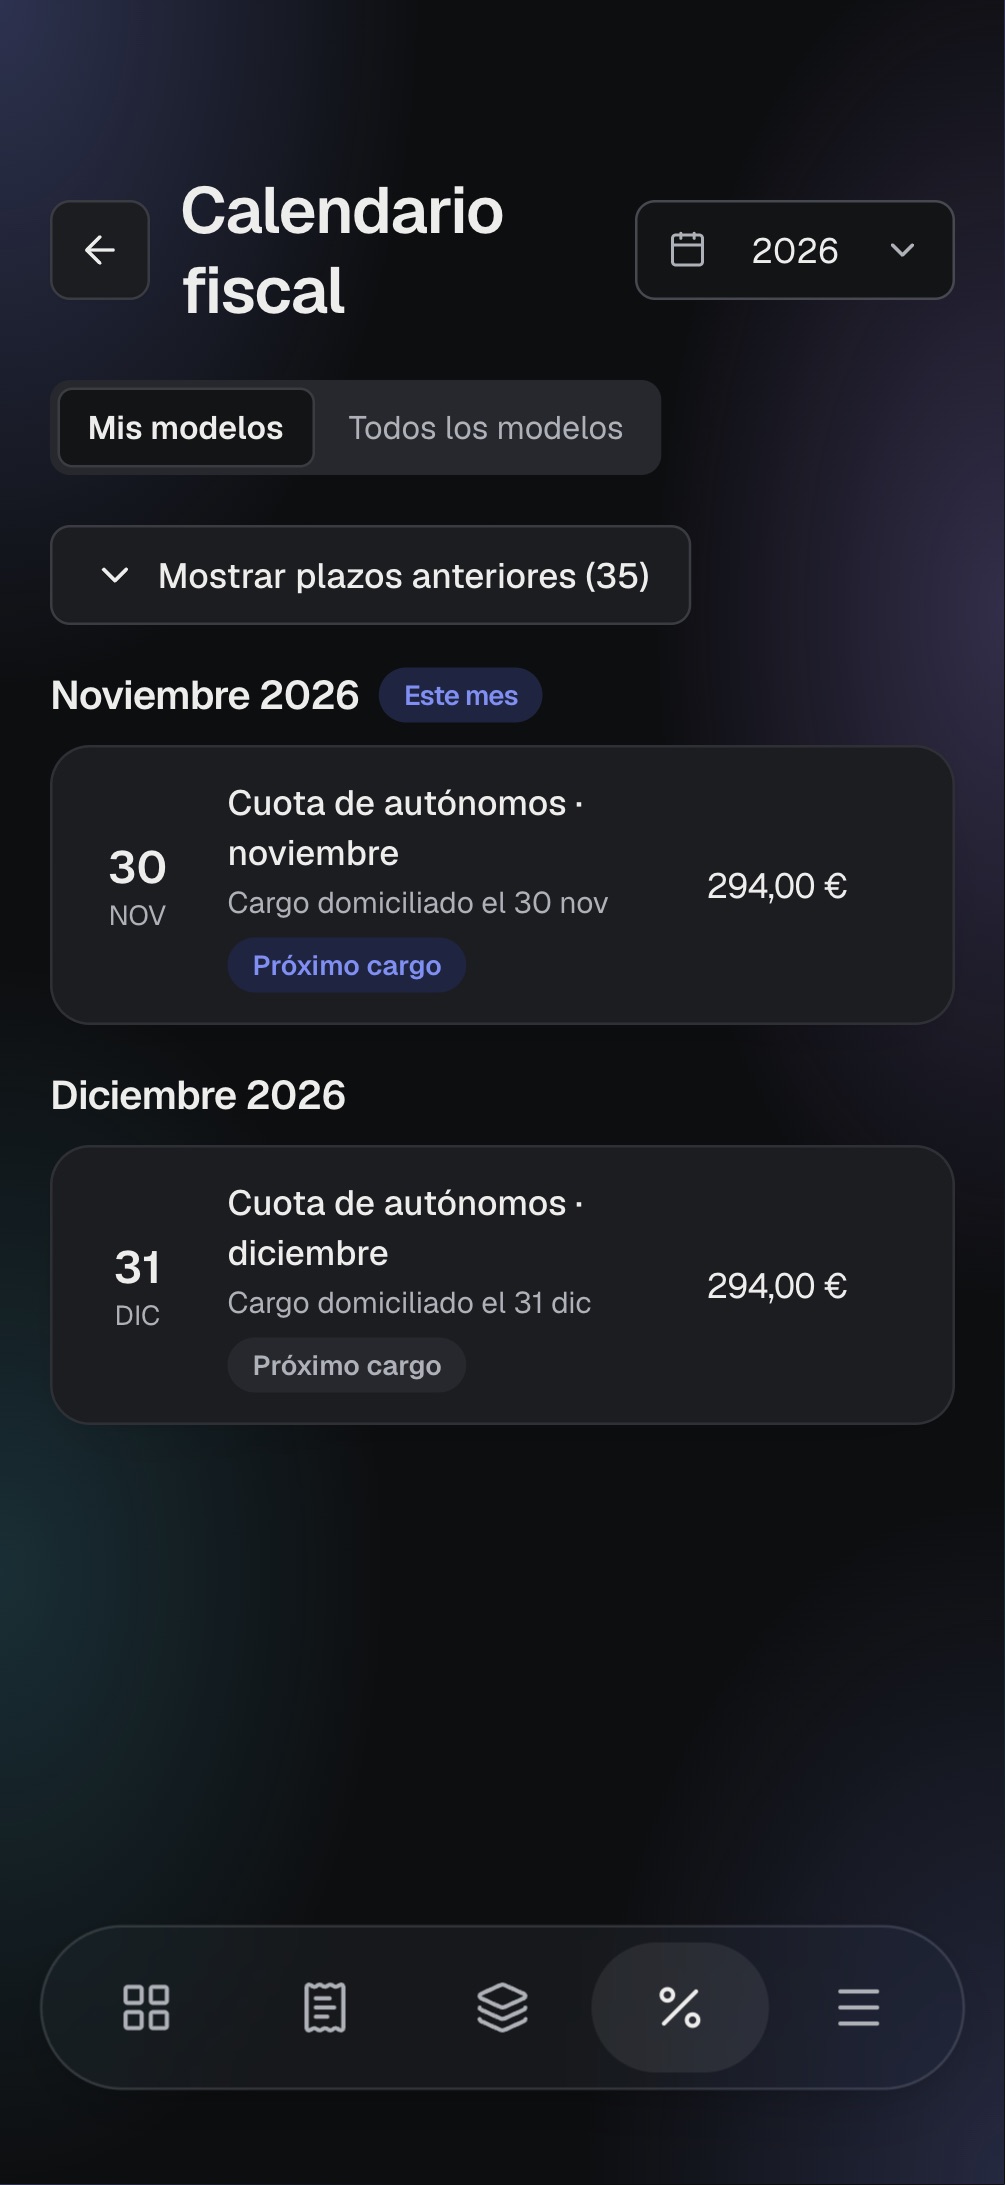 Calendario
fiscal
2026
Mis modelos
Todos los modelos
Mostrar plazos anteriores (35)
Noviembre 2026
Este mes
30
NOV
Cuota de autónomos ·
noviembre
Cargo domiciliado el 30 nov
Próximo cargo
294,00 €
Diciembre 2026
31
DIC
Cuota de autónomos ·
diciembre
Cargo domiciliado el 31 dic
Próximo cargo
294,00 €